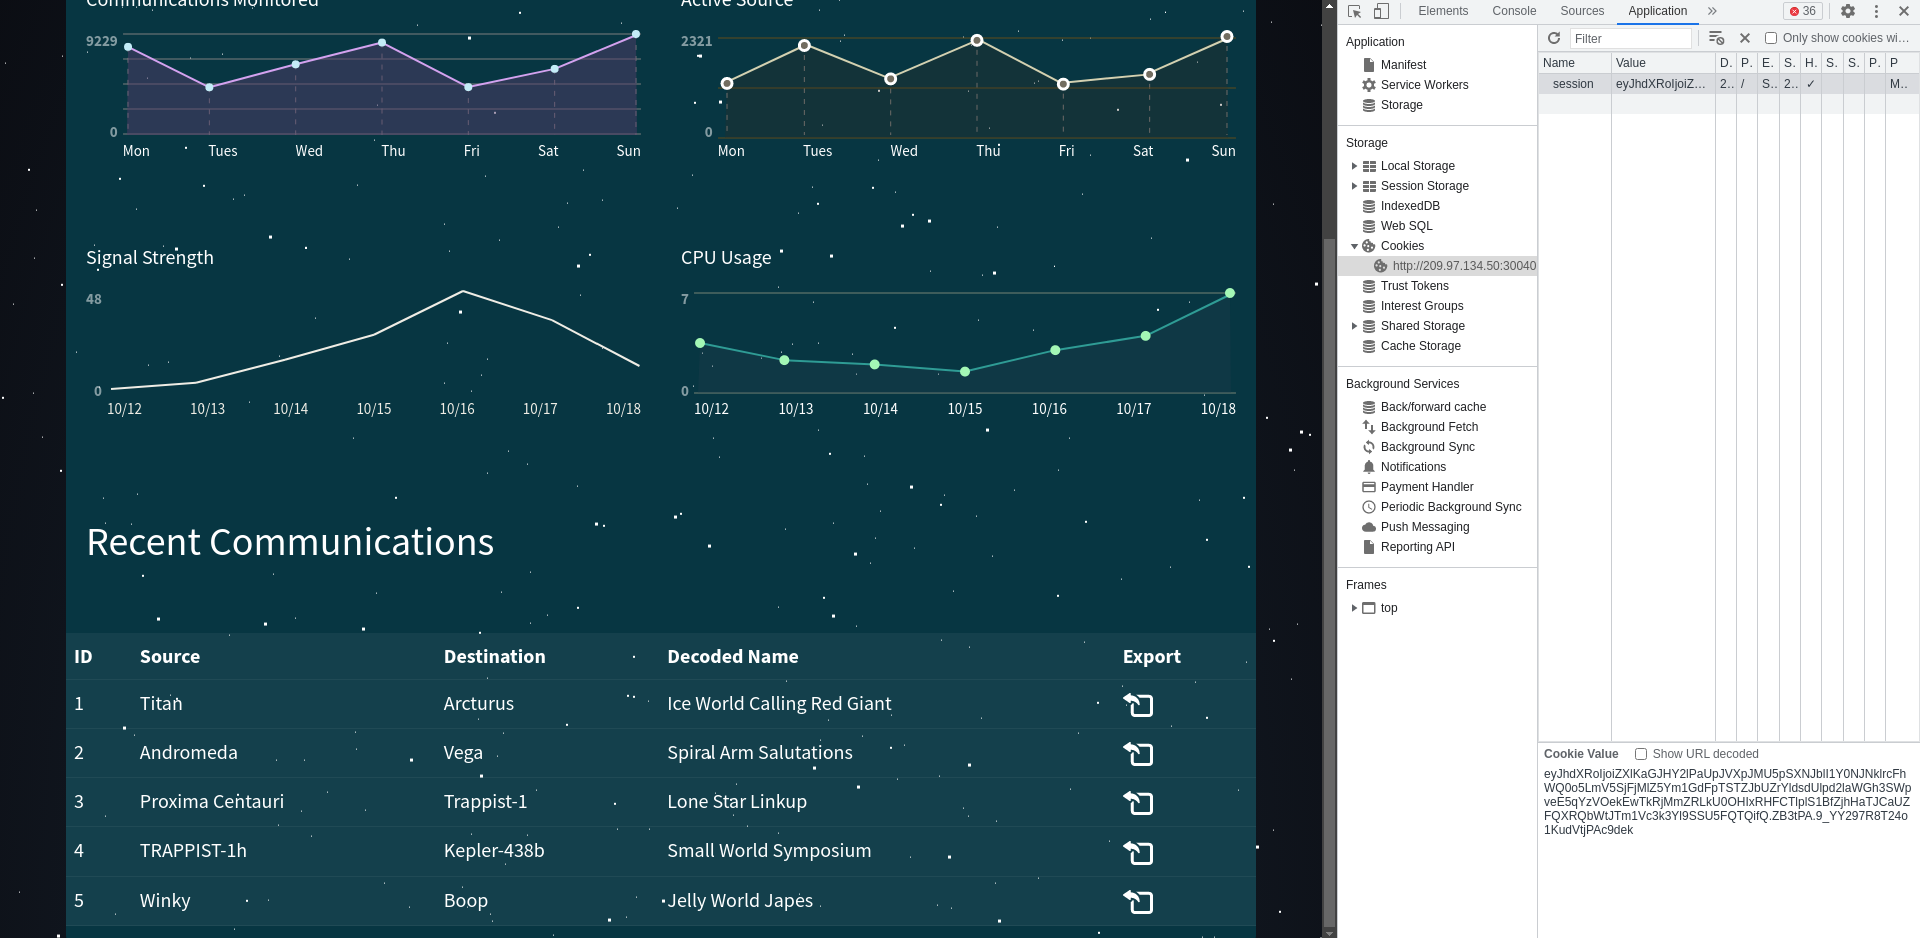 Communications Monitored
9229
0
Mon Tues Wed Thu Fri Sat Sun
Active Source
2321
0
Mon Tues Wed Thu Fri Sat Sun
Signal Strength
48
0
10/12 10/13 10/14 10/15 10/16 10/17 10/18
CPU Usage
7
0
10/12 10/13 10/14 10/15 10/16 10/17 10/18
Recent Communications
ID Source Destination Decoded Name Export
1 Titan Arcturus Ice World Calling Red Giant
2 Andromeda Vega Spiral Arm Salutations
3 Proxima Centauri Trappist-1 Lone Star Linkup
4 TRAPPIST-1h Kepler-438b Small World Symposium
5 Winky Boop Jelly World Japes
Elements Console Sources Application 36
Application
Manifest
Service Workers
Storage
Storage
Local Storage
Session Storage
IndexedDB
Web SQL
Cookies
http://209.97.134.50:30040
Trust Tokens
Interest Groups
Shared Storage
Cache Storage
Background Services
Back/forward cache
Background Fetch
Background Sync
Notifications
Payment Handler
Periodic Background Sync
Push Messaging
Reporting API
Frames
top
Filter Only show cookies wi...
Name Value D. P. E. S. H. S. S. P. P
session eyJhdXRoIjoiZ... 2.. / S.. 2.. ✓ M..
Cookie Value Show URL decoded